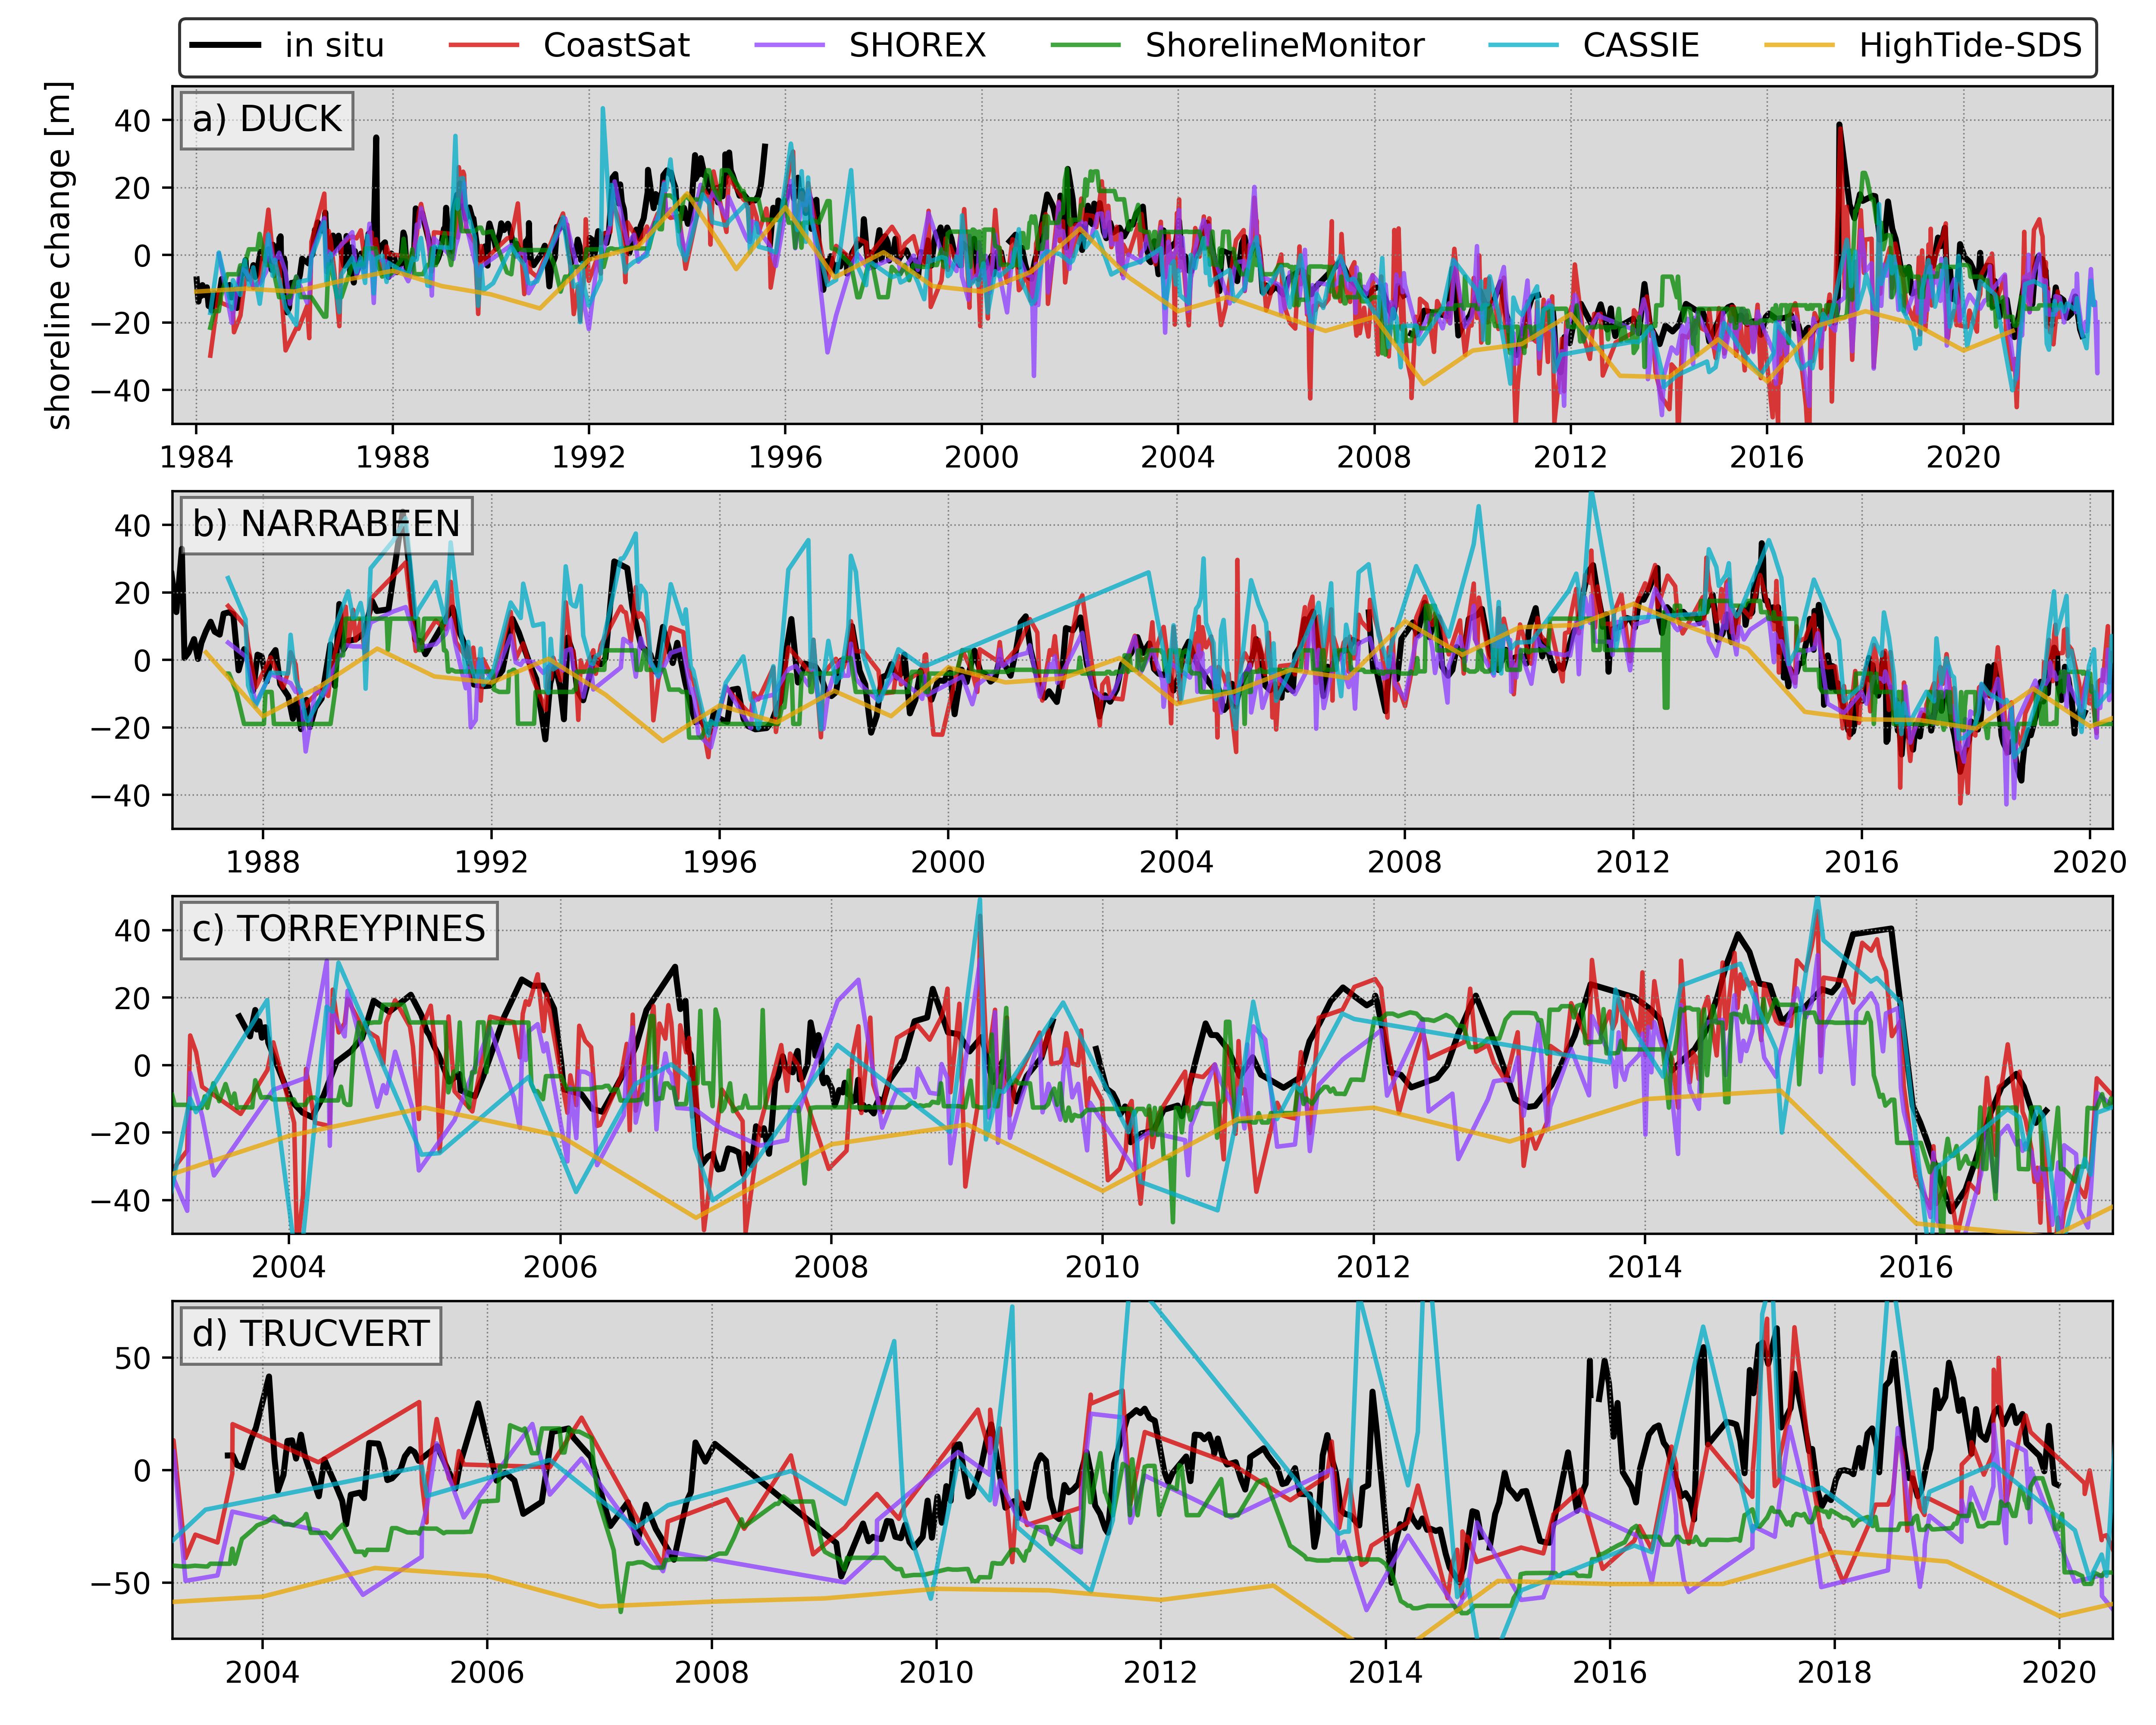 in situ CoastSat SHOREX ShorelineMonitor CASSIE HighTide-SDS
shoreline change [m]
a) DUCK
40
20
0
−20
−40
1984 1988 1992 1996 2000 2004 2008 2012 2016 2020
b) NARRABEEN
40
20
0
−20
−40
1988 1992 1996 2000 2004 2008 2012 2016 2020
c) TORREYPINES
40
20
0
−20
−40
2004 2006 2008 2010 2012 2014 2016
d) TRUCVERT
50
0
−50
2004 2006 2008 2010 2012 2014 2016 2018 2020